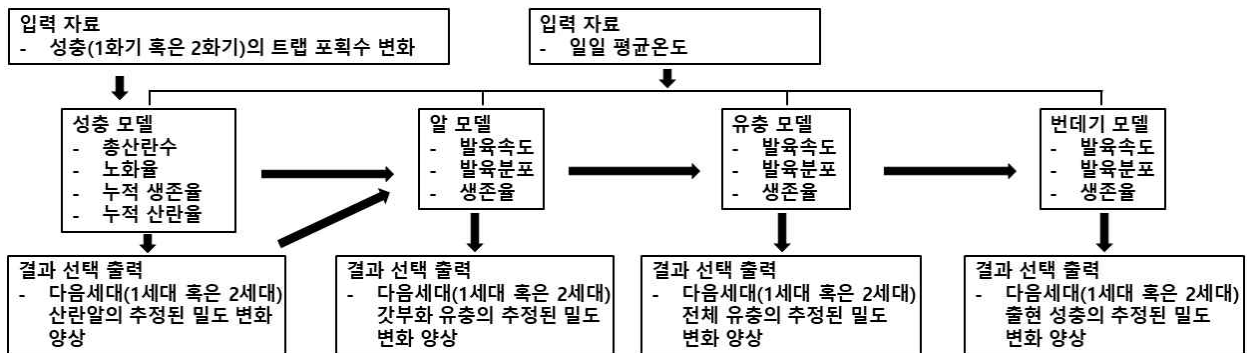 입력 자료
- 성충(1화기 혹은 2화기)의 트랩 포획수 변화
입력 자료
- 일일 평균온도
성충 모델
- 총산란수
- 노화율
- 누적 생존율
- 누적 산란율
알 모델
- 발육속도
- 발육분포
- 생존율
유충 모델
- 발육속도
- 발육분포
- 생존율
번데기 모델
- 발육속도
- 발육분포
- 생존율
결과 선택 출력
- 다음세대(1세대 혹은 2세대)
산란알의 추정된 밀도 변화
양상
결과 선택 출력
- 다음세대(1세대 혹은 2세대)
갓부화 유충의 추정된 밀도
변화 양상
결과 선택 출력
- 다음세대(1세대 혹은 2세대)
전체 유충의 추정된 밀도
변화 양상
결과 선택 출력
- 다음세대(1세대 혹은 2세대)
출현 성충의 추정된 밀도
변화 양상